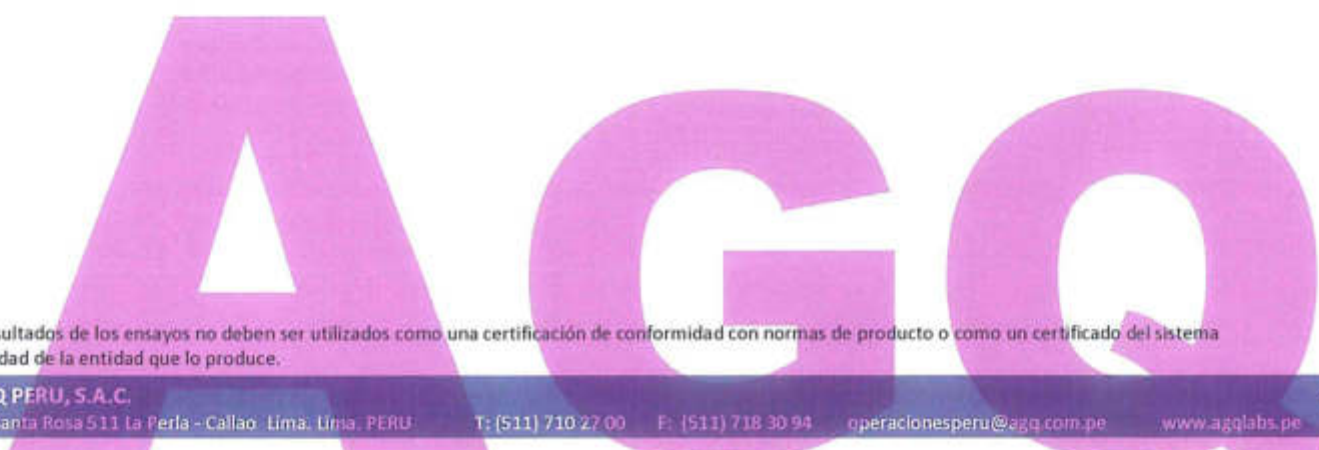 AGQ
sultados de los ensayos no deben ser utilizados como una certificación de conformidad con normas de producto o como un certificado del sistema
dad de la entidad que lo produce.
Q PERU, S.A.C.
anta Rosa 511 La Perla - Callao Lima. Lima, PERU T: (511) 710 27 00 F: (511) 718 30 94 operacionesperu@agq.com.pe www.agqlabs.pe